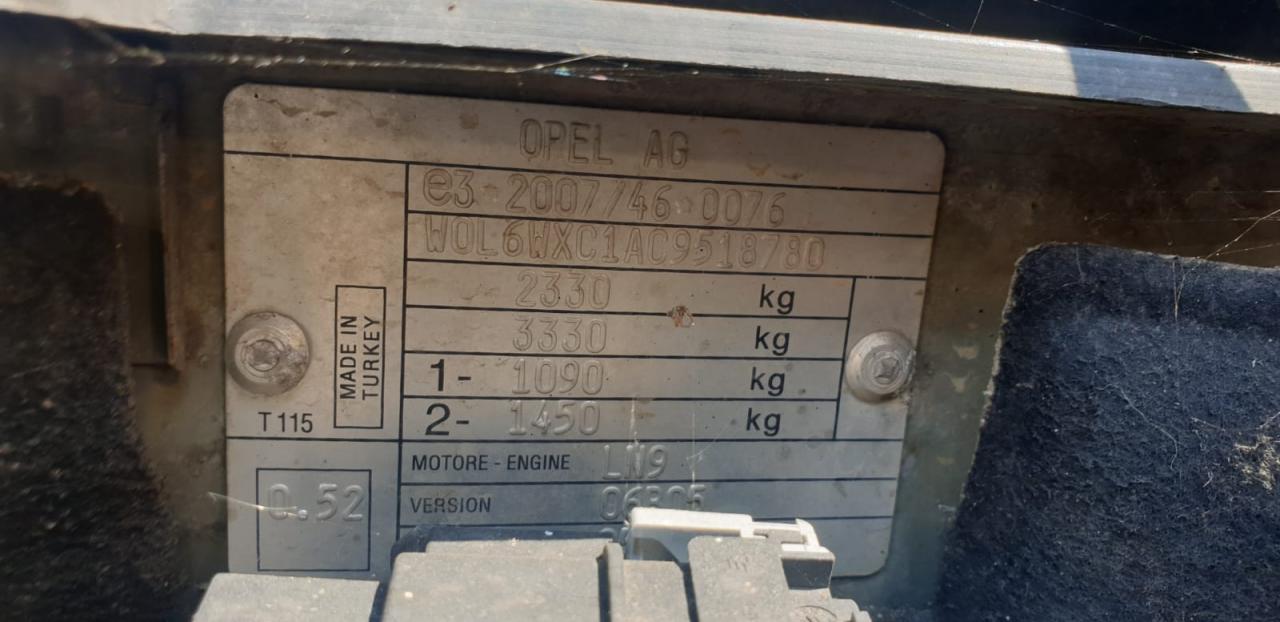 OPEL AG
e3 2007/46 0076
W0L6WXC1AC9518780
2330 kg
3330 kg
1- 1090 kg
2- 1450 kg
MADE IN
TURKEY
T 115
MOTORE - ENGINE LN9
0.52
VERSION